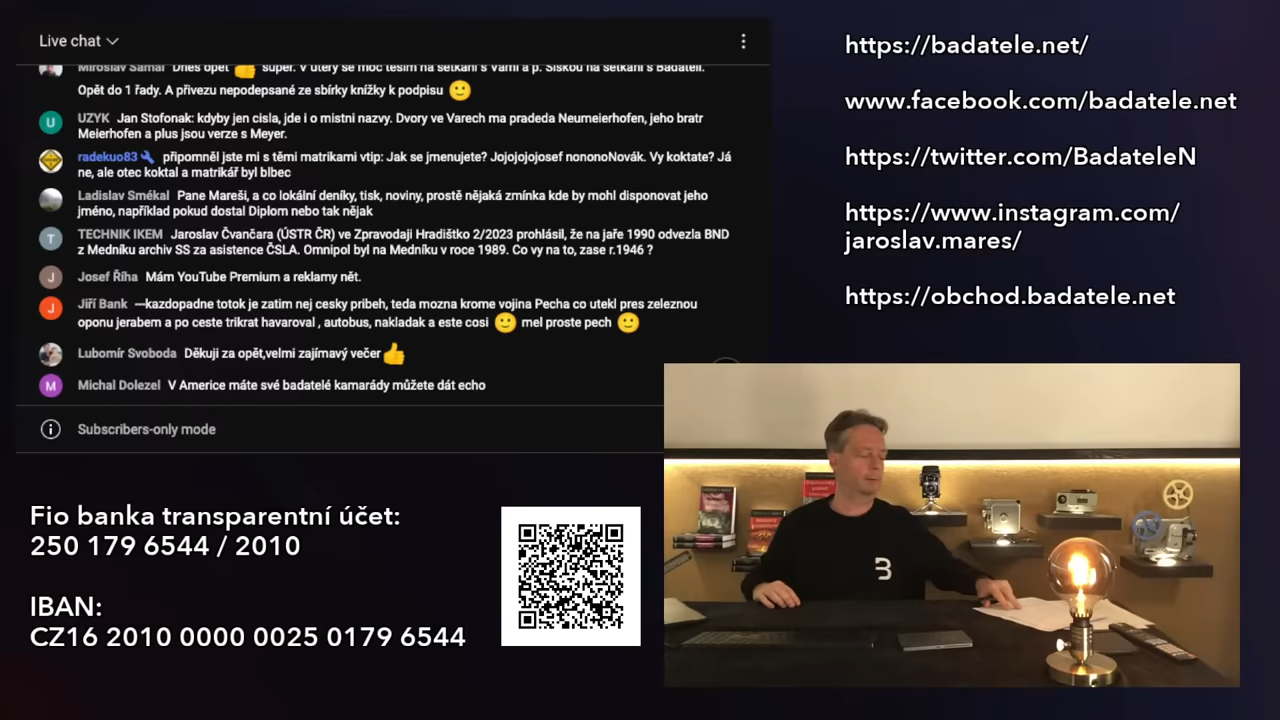 Live chat
Miroslav Samal Dnes opět super. V úterý se moc těším na setkání s Vámi a p. Šiškou na setkání s Badateli.
Opět do 1 řady. A přivezu nepodepsané ze sbírky knížky k podpisu
U UZYK Jan Stofonak: kdyby jen cisla, jde i o mistni nazvy. Dvory ve Varech ma pradeda Neumeierhofen, jeho bratr
Meierhofen a plus jsou verze s Meyer.
radekuo83 připomněl jste mi s těmi matrikami vtip: Jak se jmenujete? Jojojojojosef nononoNovák. Vy koktate? Já
ne, ale otec koktal a matrikář byl blbec
Ladislav Smékal Pane Mareši, a co lokální deníky, tisk, noviny, prostě nějaká zmínka kde by mohl disponovat jeho
jméno, například pokud dostal Diplom nebo tak nějak
T TECHNIK IKEM Jaroslav Čvančara (ÚSTR ČR) ve Zpravodaji Hradištko 2/2023 prohlásil, že na jaře 1990 odvezla BND
z Medníku archiv SS za asistence ČSLA. Omnipol byl na Medníku v roce 1989. Co vy na to, zase r.1946 ?
J Josef Říha Mám YouTube Premium a reklamy nět.
J Jiří Bank —kazdopadne totok je zatim nej cesky pribeh, teda mozna krome vojina Pecha co utekl pres zeleznou
oponu jerabem a po ceste trikrat havaroval , autobus, nakladak a este cosi mel proste pech
Lubomír Svoboda Děkuji za opět,velmi zajímavý večer
M Michal Dolezel V Americe máte své badatelé kamarády můžete dát echo
Subscribers-only mode
https://badatele.net/
www.facebook.com/badatele.net
https://twitter.com/BadateleN
https://www.instagram.com/
jaroslav.mares/
https://obchod.badatele.net
Fio banka transparentní účet:
250 179 6544 / 2010
IBAN:
CZ16 2010 0000 0025 0179 6544